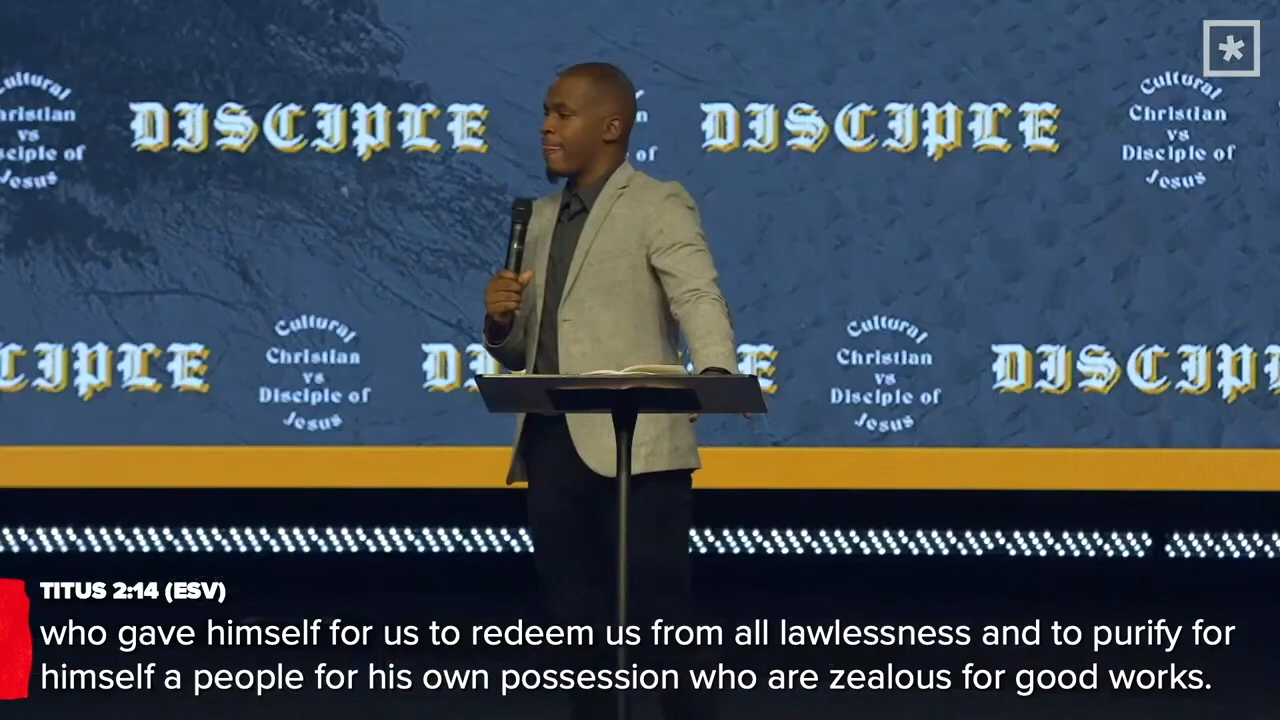 Cultural
Christian
vs
Disciple of
Jesus
DISCIPLE
DISCIPLE
Cultural
Christian
vs
Disciple of
Jesus
DISCIPLE
Cultural
Christian
vs
Disciple of
Jesus
Cultural
Christian
vs
Disciple of
Jesus
TITUS 2:14 (ESV)
who gave himself for us to redeem us from all lawlessness and to purify for
himself a people for his own possession who are zealous for good works.